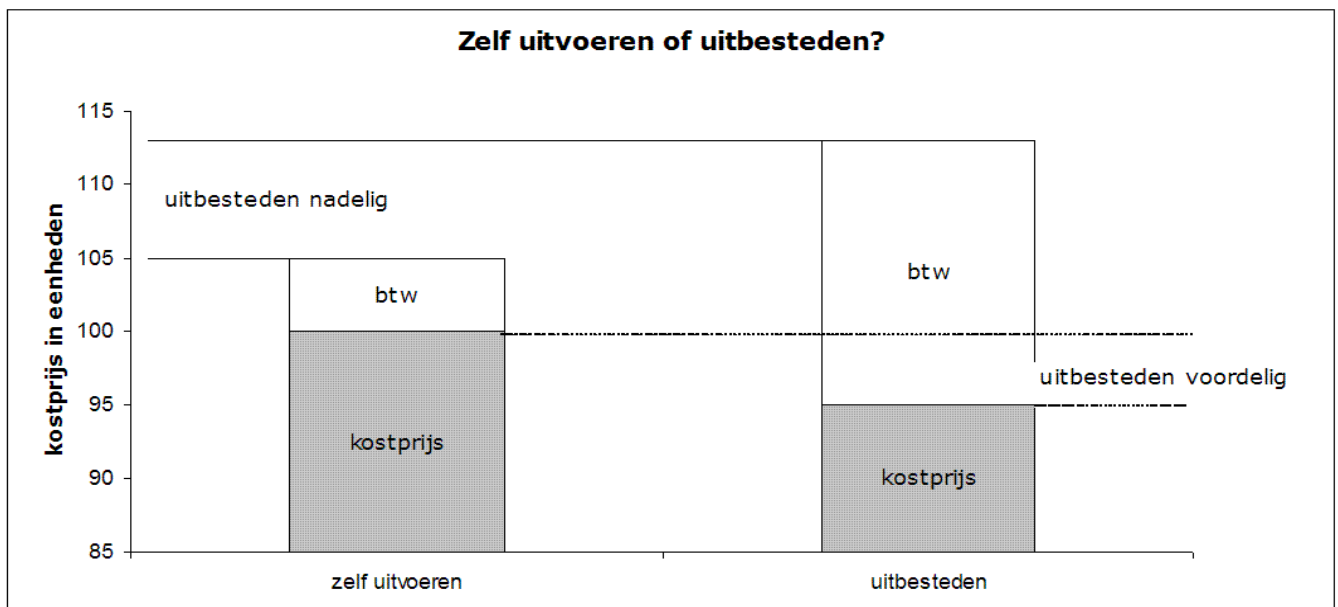 Zelf uitvoeren of uitbesteden?
kostprijs in eenheden
115
110
105
100
95
90
85
uitbesteden nadelig
btw
btw
uitbesteden voordelig
kostprijs
kostprijs
zelf uitvoeren
uitbesteden